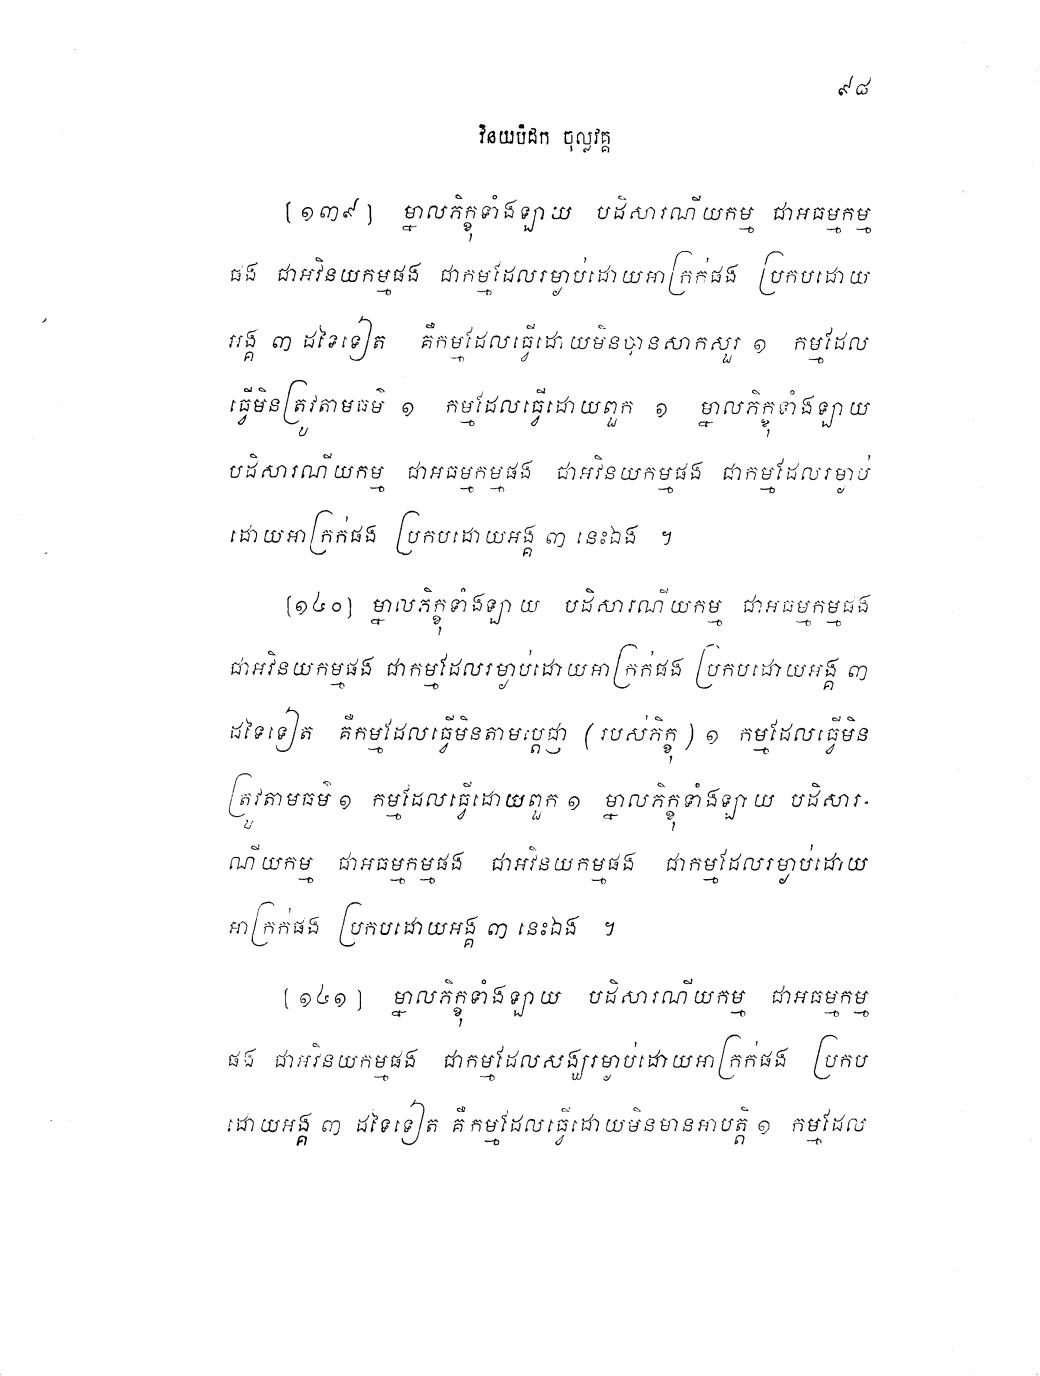 ៩៨
វិនយបិដក ចុល្លវគ្គ
[១៣៩] ម្នាលភិក្ខុទាំងឡាយ បដិសារណីយកម្ម ជាអធម្មកម្ម
ផង ជាអវិនយកម្មផង ជាកម្មដែលរម្ងាប់ដោយអាក្រក់ផង ប្រកបដោយ
អង្គ ៣ ដទៃទៀត គឺកម្មដែលធ្វើដោយមិនបានសាកសួរ ១ កម្មដែល
ធ្វើមិនត្រូវតាមធម៌ ១ កម្មដែលធ្វើដោយពួក ១ ម្នាលភិក្ខុទាំងឡាយ
បដិសារណីយកម្ម ជាអធម្មកម្មផង ជាអវិនយកម្មផង ជាកម្មដែលរម្ងាប់
ដោយអាក្រក់ផង ប្រកបដោយអង្គ ៣ នេះឯង ។
[១៤០] ម្នាលភិក្ខុទាំងឡាយ បដិសារណីយកម្ម ជាអធម្មកម្មផង
ជាអវិនយកម្មផង ជាកម្មដែលរម្ងាប់ដោយអាក្រក់ផង ប្រកបដោយអង្គ ៣
ដទៃទៀត គឺកម្មដែលធ្វើមិនតាមប្តេជ្ញា (របស់ភិក្ខុ) ១ កម្មដែលធ្វើមិន
ត្រូវតាមធម៌ ១ កម្មដែលធ្វើដោយពួក ១ ម្នាលភិក្ខុទាំងឡាយ បដិសារ-
ណីយកម្ម ជាអធម្មកម្មផង ជាអវិនយកម្មផង ជាកម្មដែលរម្ងាប់ដោយ
អាក្រក់ផង ប្រកបដោយអង្គ ៣ នេះឯង ។
[១៤១] ម្នាលភិក្ខុទាំងឡាយ បដិសារណីយកម្ម ជាអធម្មកម្ម
ផង ជាអវិនយកម្មផង ជាកម្មដែលសង្ឃរម្ងាប់ដោយអាក្រក់ផង ប្រកប
ដោយអង្គ ៣ ដទៃទៀត គឺកម្មដែលធ្វើដោយមិនមានអាបត្តិ ១ កម្មដែល